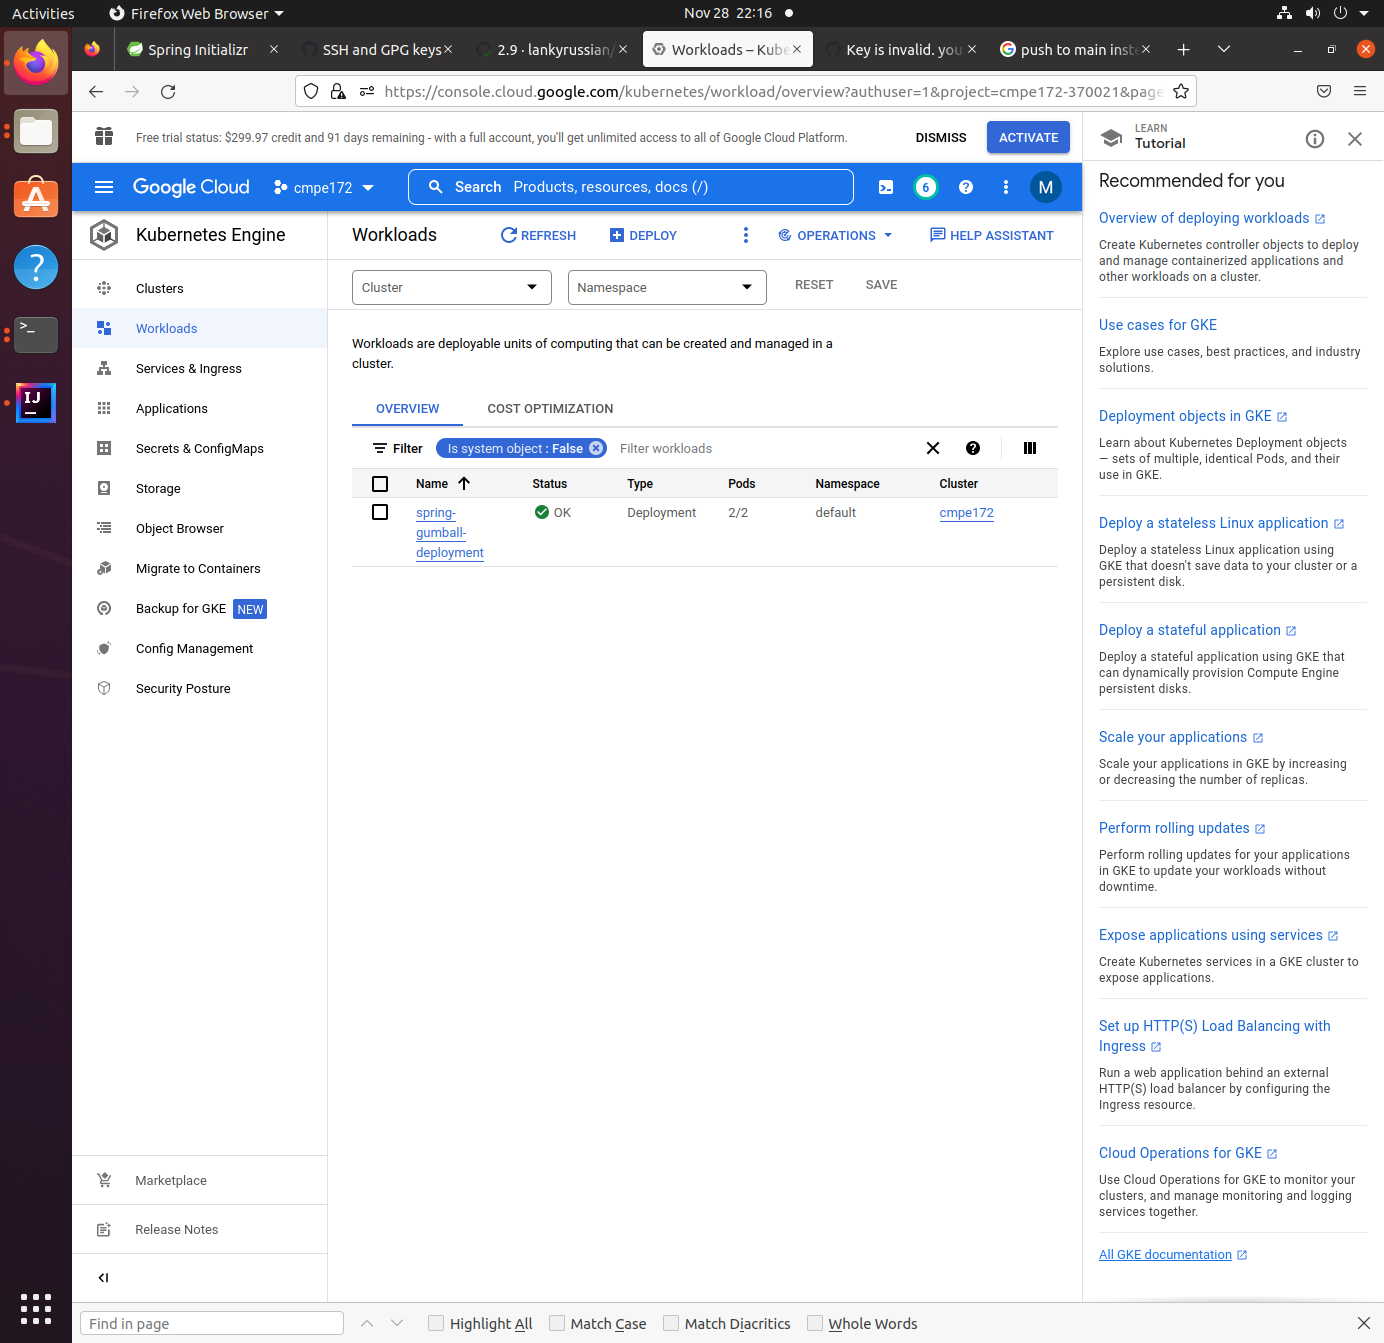 Activities
Firefox Web Browser
Nov 28 22:16
Spring Initializr
SSH and GPG keys
2.9 · lankyrussian/
Workloads – Kube
Key is invalid. you
push to main inst
https://console.cloud.google.com/kubernetes/workload/overview?authuser=1&project=cmpe172-370021&page
Free trial status: $299.97 credit and 91 days remaining - with a full account, you'll get unlimited access to all of Google Cloud Platform.
DISMISS
ACTIVATE
Google Cloud
cmpe172
Search Products, resources, docs (/)
6
M
Kubernetes Engine
Clusters
Workloads
Services & Ingress
Applications
Secrets & ConfigMaps
Storage
Object Browser
Migrate to Containers
Backup for GKE NEW
Config Management
Security Posture
Marketplace
Release Notes
Workloads
REFRESH
DEPLOY
OPERATIONS
HELP ASSISTANT
Cluster
Namespace
RESET
SAVE
Workloads are deployable units of computing that can be created and managed in a
cluster.
OVERVIEW
COST OPTIMIZATION
Filter
Is system object : False
Filter workloads
Name Status Type Pods Namespace Cluster
spring- OK Deployment 2/2 default cmpe172
gumball-
deployment
LEARN
Tutorial
Recommended for you
Overview of deploying workloads
Create Kubernetes controller objects to deploy
and manage containerized applications and
other workloads on a cluster.
Use cases for GKE
Explore use cases, best practices, and industry
solutions.
Deployment objects in GKE
Learn about Kubernetes Deployment objects
— sets of multiple, identical Pods, and their
use in GKE.
Deploy a stateless Linux application
Deploy a stateless Linux application using
GKE that doesn't save data to your cluster or a
persistent disk.
Deploy a stateful application
Deploy a stateful application using GKE that
can dynamically provision Compute Engine
persistent disks.
Scale your applications
Scale your applications in GKE by increasing
or decreasing the number of replicas.
Perform rolling updates
Perform rolling updates for your applications
in GKE to update your workloads without
downtime.
Expose applications using services
Create Kubernetes services in a GKE cluster to
expose applications.
Set up HTTP(S) Load Balancing with
Ingress
Run a web application behind an external
HTTP(S) load balancer by configuring the
Ingress resource.
Cloud Operations for GKE
Use Cloud Operations for GKE to monitor your
clusters, and manage monitoring and logging
services together.
All GKE documentation
Find in page
Highlight All
Match Case
Match Diacritics
Whole Words
IJ